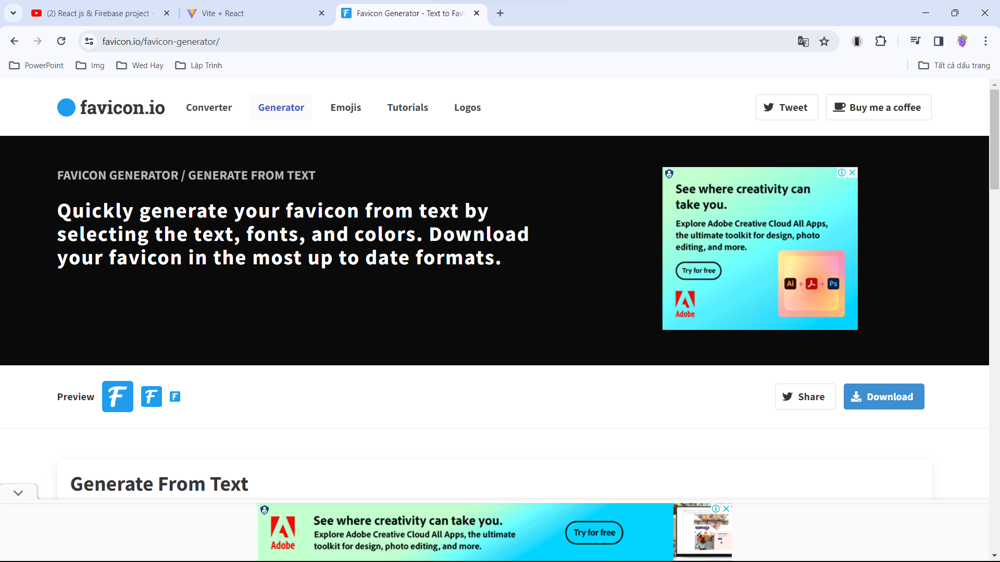 (2) React js & Firebase project -
Vite + React
Favicon Generator - Text to Favi
favicon.io/favicon-generator/
PowerPoint
Img
Wed Hay
Lập Trình
Tất cả dấu trang
favicon.io
Converter
Generator
Emojis
Tutorials
Logos
Tweet
Buy me a coffee
FAVICON GENERATOR / GENERATE FROM TEXT
Quickly generate your favicon from text by
selecting the text, fonts, and colors. Download
your favicon in the most up to date formats.
See where creativity can
take you.
Explore Adobe Creative Cloud All Apps,
the ultimate toolkit for design, photo
editing, and more.
Try for free
Ai + + Ps
Adobe
Preview
F
F
F
Share
Download
Generate From Text
Adobe
See where creativity can take you.
Explore Adobe Creative Cloud All Apps, the ultimate
toolkit for design, photo editing, and more.
Try for free